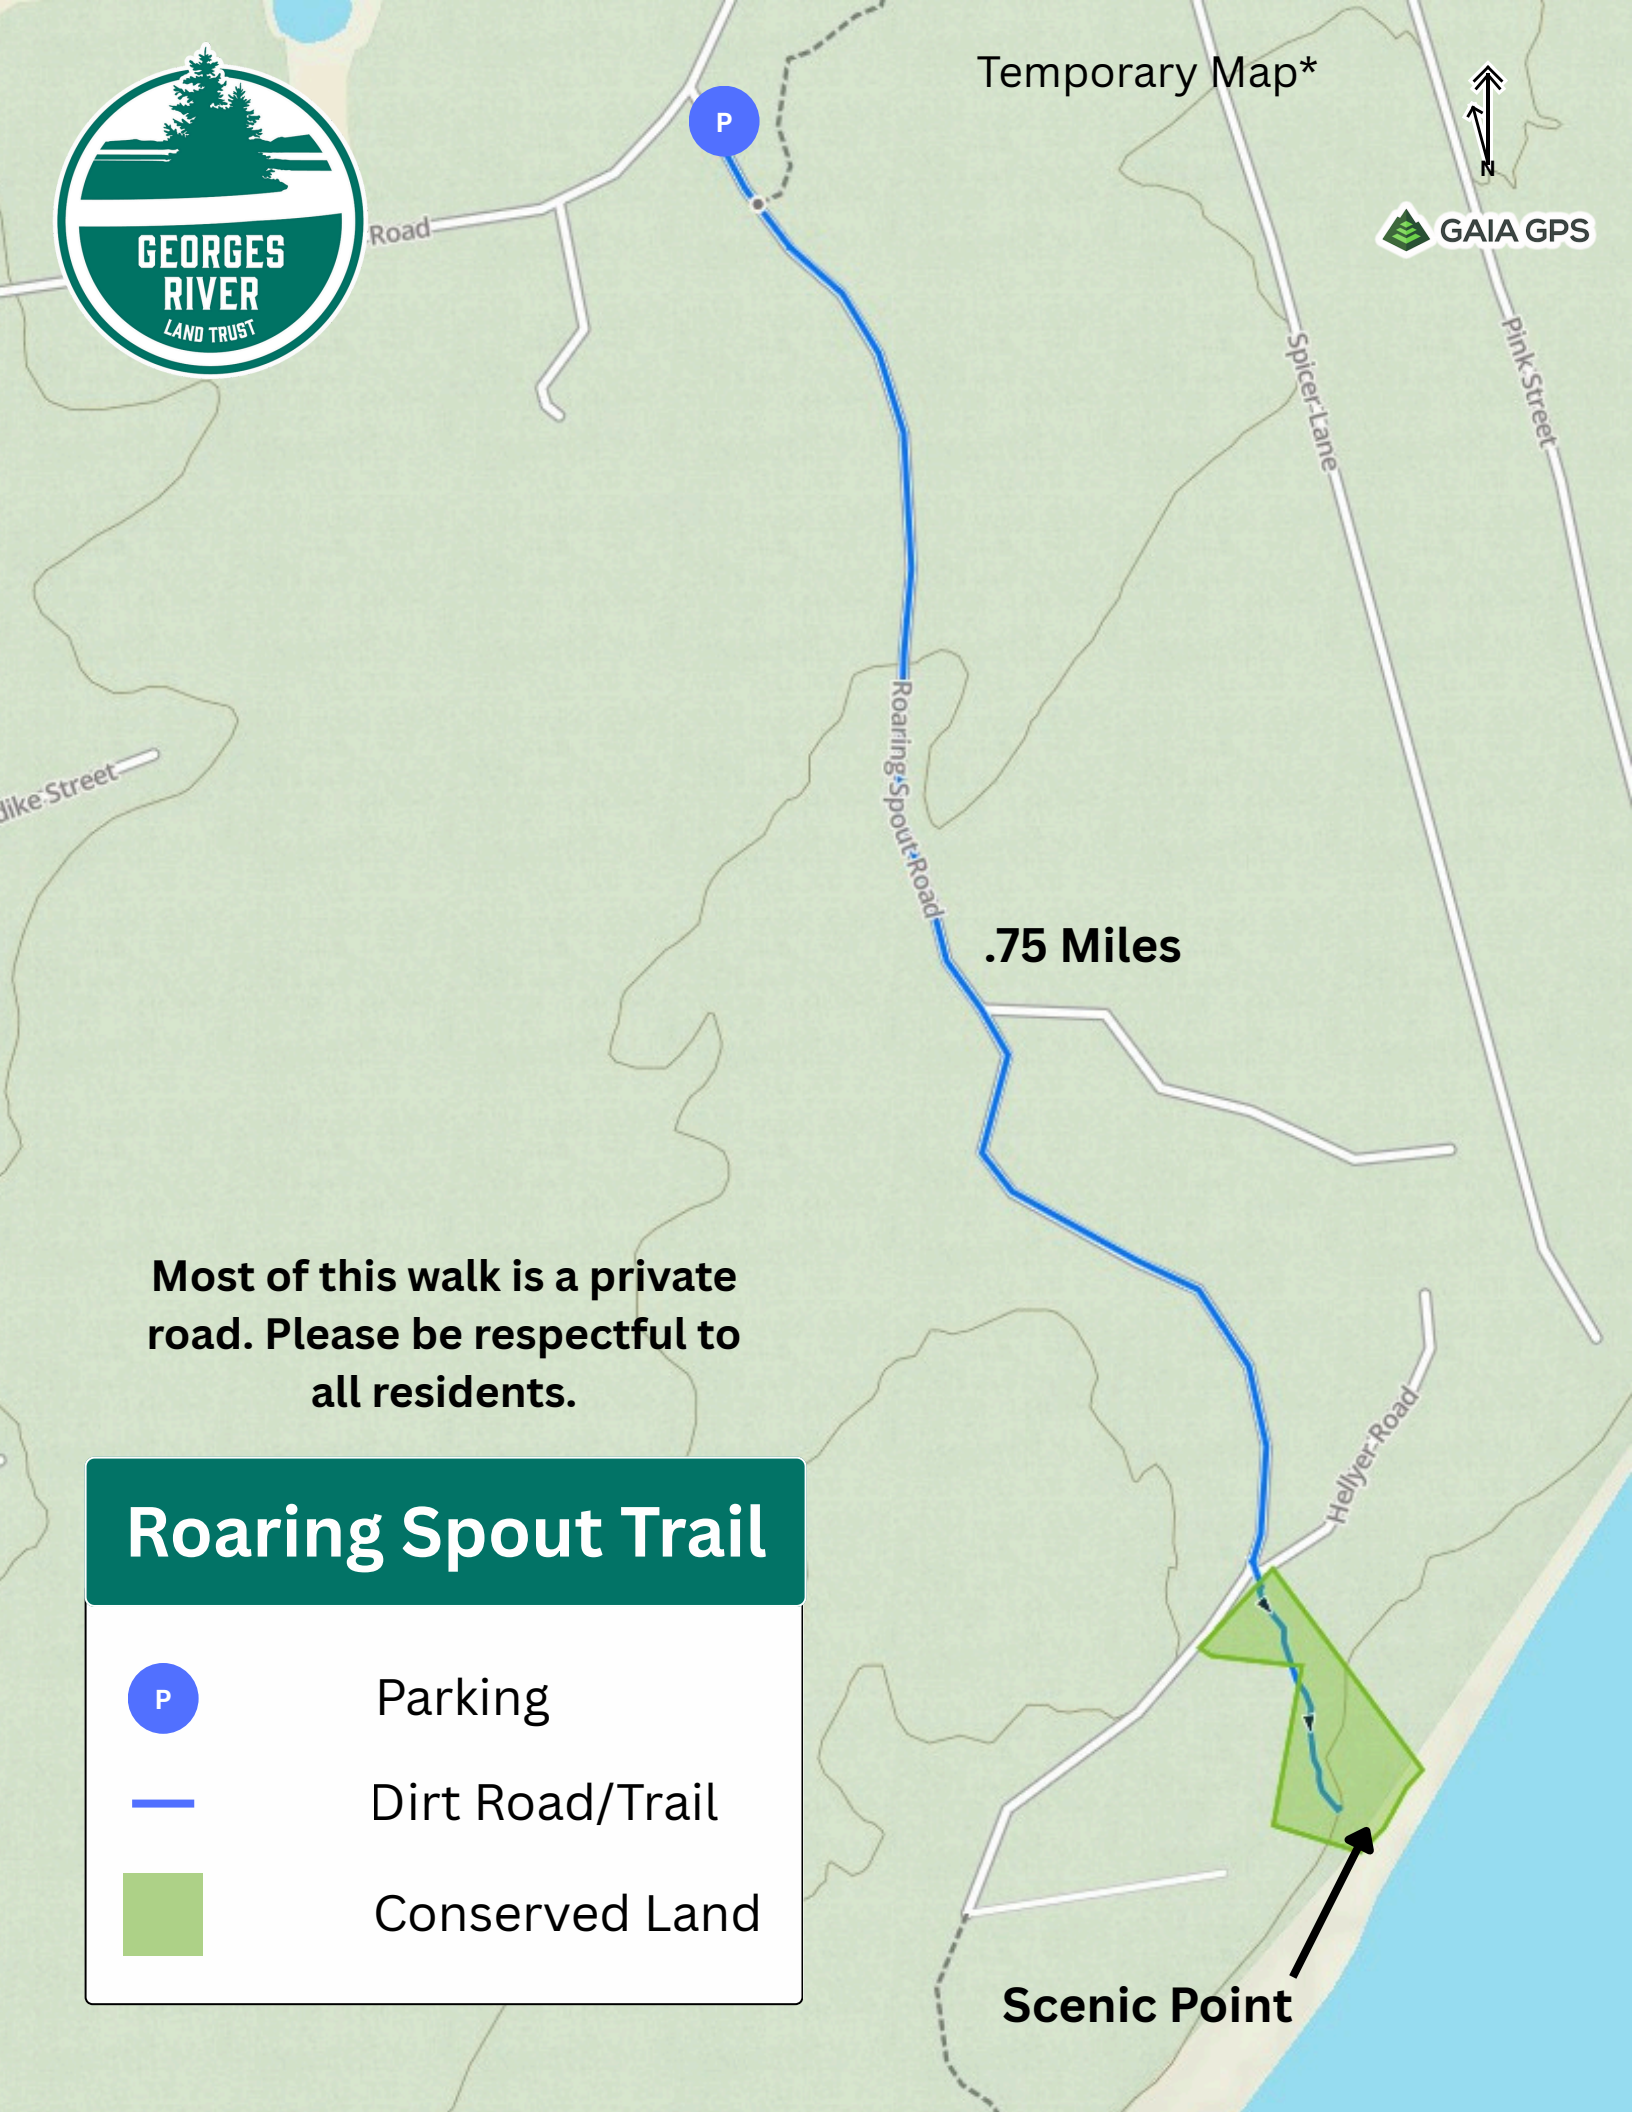 Temporary Map*
P
N
GAIA GPS
GEORGES
RIVER
LAND TRUST
Road
Spicer Lane
Pink Street
Roaring Spout Road
.75 Miles
Most of this walk is a private
road. Please be respectful to
all residents.
Hellyer Road
Roaring Spout Trail
P Parking
Dirt Road/Trail
Conserved Land
Scenic Point